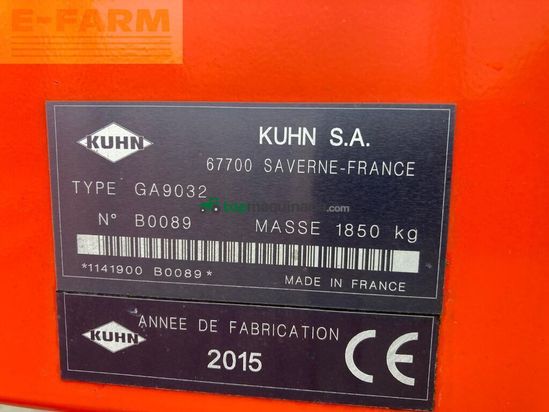 E-FARM
KUHN
KUHN S.A.
67700 SAVERNE-FRANCE
TYPE GA9032
N° B0089 MASSE 1850 kg
*1141900 B0089*
MADE IN FRANCE
KUHN
ANNEE DE FABRICATION
2015
CE